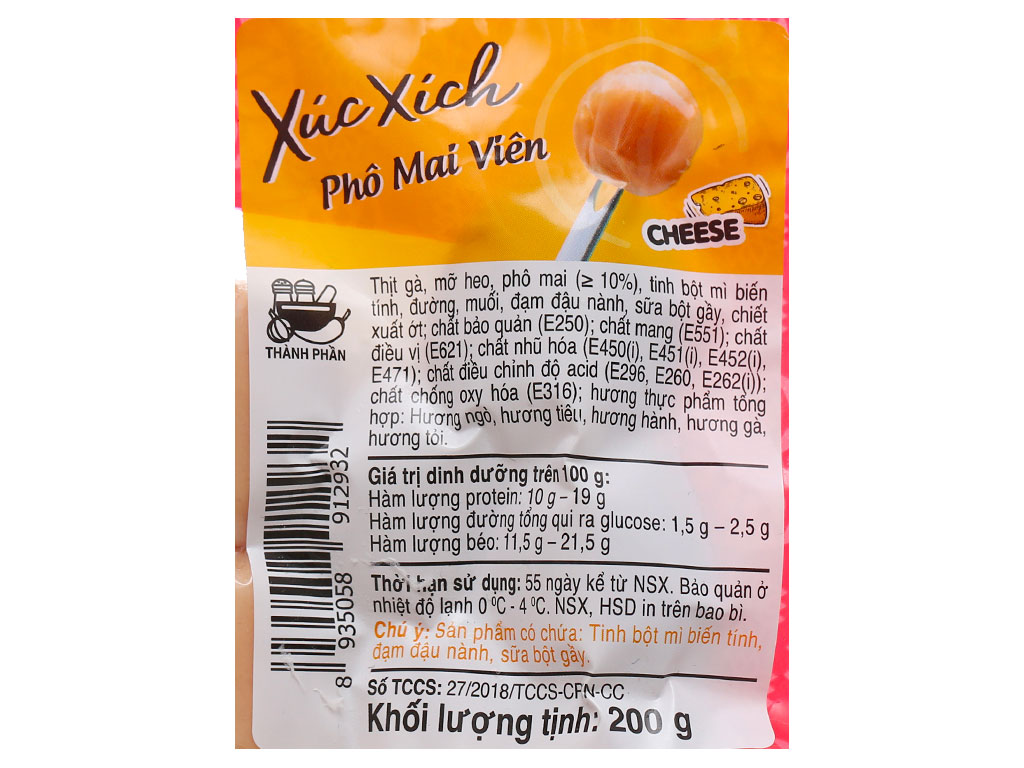 Xúc Xích
Phô Mai Viên
CHEESE
THÀNH PHẦN
Thịt gà, mỡ heo, phô mai (≥ 10%), tinh bột mì biến
tính, đường, muối, đạm đậu nành, sữa bột gầy, chiết
xuất ớt; chất bảo quản (E250); chất mang (E551); chất
điều vị (E621); chất nhũ hóa (E450(i), E451(i), E452(i),
E471); chất điều chỉnh độ acid (E296, E260, E262(i));
chất chống oxy hóa (E316); hương thực phẩm tổng
hợp: Hương ngò, hương tiêu, hương hành, hương gà,
hương tỏi.
Giá trị dinh dưỡng trên 100 g:
Hàm lượng protein: 10 g – 19 g
Hàm lượng đường tổng qui ra glucose: 1,5 g – 2,5 g
Hàm lượng béo: 11,5 g – 21,5 g
Thời hạn sử dụng: 55 ngày kể từ NSX. Bảo quản ở
nhiệt độ lạnh 0 ⁰C - 4 ⁰C. NSX, HSD in trên bao bì.
Chú ý: Sản phẩm có chứa: Tinh bột mì biến tính,
đạm đậu nành, sữa bột gầy.
Số TCCS: 27/2018/TCCS-CPN-CC
Khối lượng tịnh: 200 g
8 935058 912932